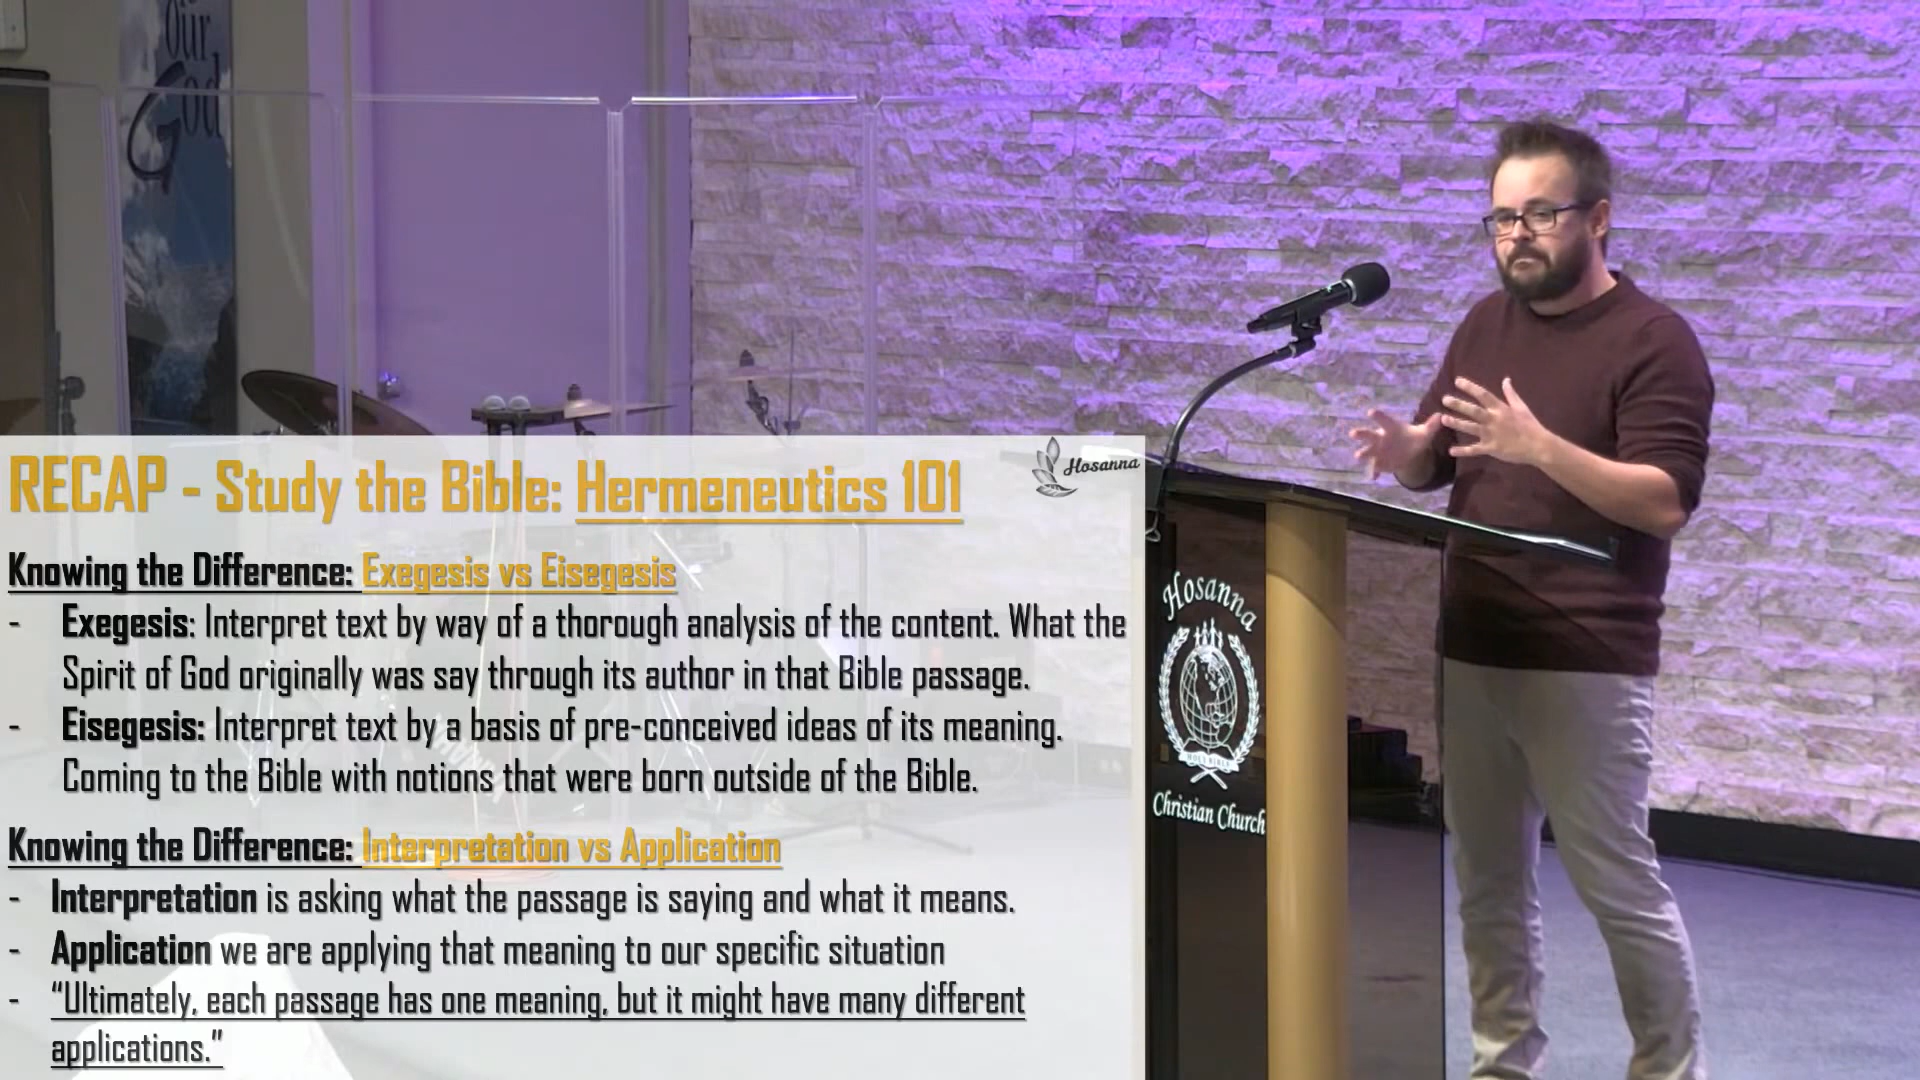 our
God
RECAP - Study the Bible: Hermeneutics 101
Hosanna
Knowing the Difference: Exegesis vs Eisegesis
- Exegesis: Interpret text by way of a thorough analysis of the content. What the
Spirit of God originally was say through its author in that Bible passage.
- Eisegesis: Interpret text by a basis of pre-conceived ideas of its meaning.
Coming to the Bible with notions that were born outside of the Bible.
Knowing the Difference: Interpretation vs Application
- Interpretation is asking what the passage is saying and what it means.
- Application we are applying that meaning to our specific situation
- “Ultimately, each passage has one meaning, but it might have many different
applications.”
Hosanna
HOLY BIBLE
Christian Church